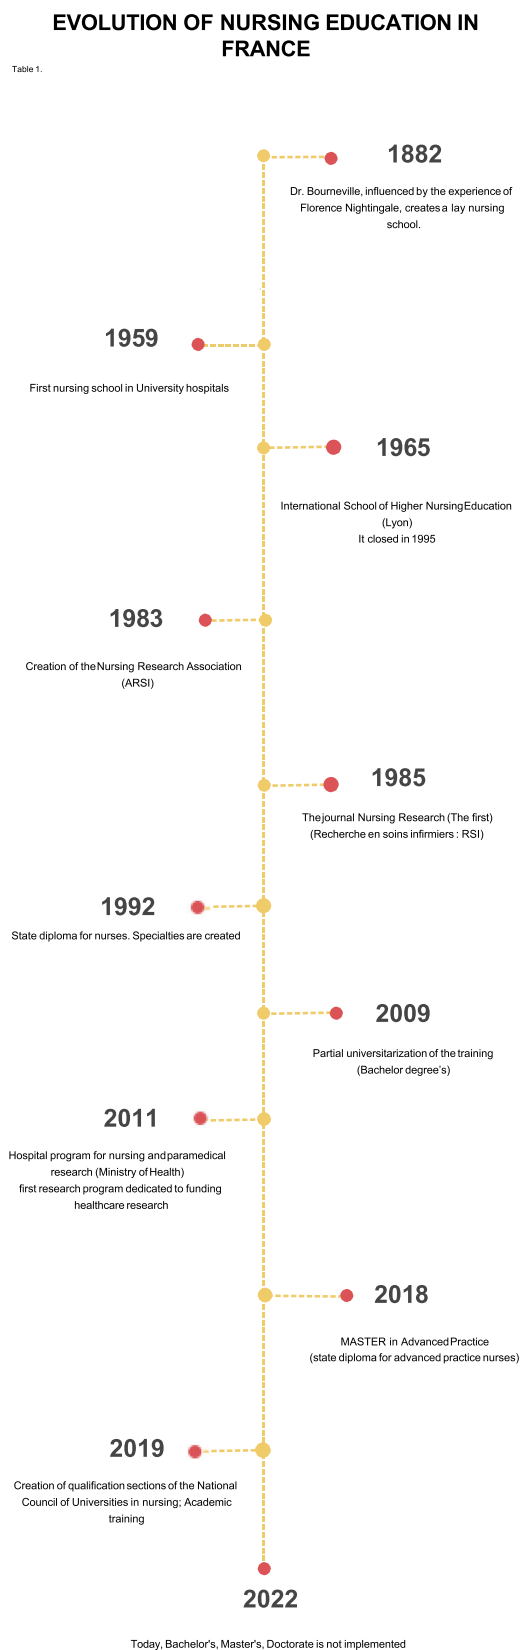 EVOLUTION OF NURSING EDUCATION IN
FRANCE
Table 1.
1882
Dr. Bourneville, influenced by the experience of
Florence Nightingale, creates a lay nursing
school.
1959
First nursing school in University hospitals
1965
International School of Higher Nursing Education
(Lyon)
It closed in 1995
1983
Creation of the Nursing Research Association
(ARSI)
1985
The journal Nursing Research (The first)
(Recherche en soins infirmiers : RSI)
1992
State diploma for nurses. Specialties are created
2009
Partial universitarization of the training
(Bachelor degree's)
2011
Hospital program for nursing and paramedical
research (Ministry of Health)
first research program dedicated to funding
healthcare research
2018
MASTER in Advanced Practice
(state diploma for advanced practice nurses)
2019
Creation of qualification sections of the National
Council of Universities in nursing; Academic
training
2022
Today, Bachelor's, Master's, Doctorate is not implemented